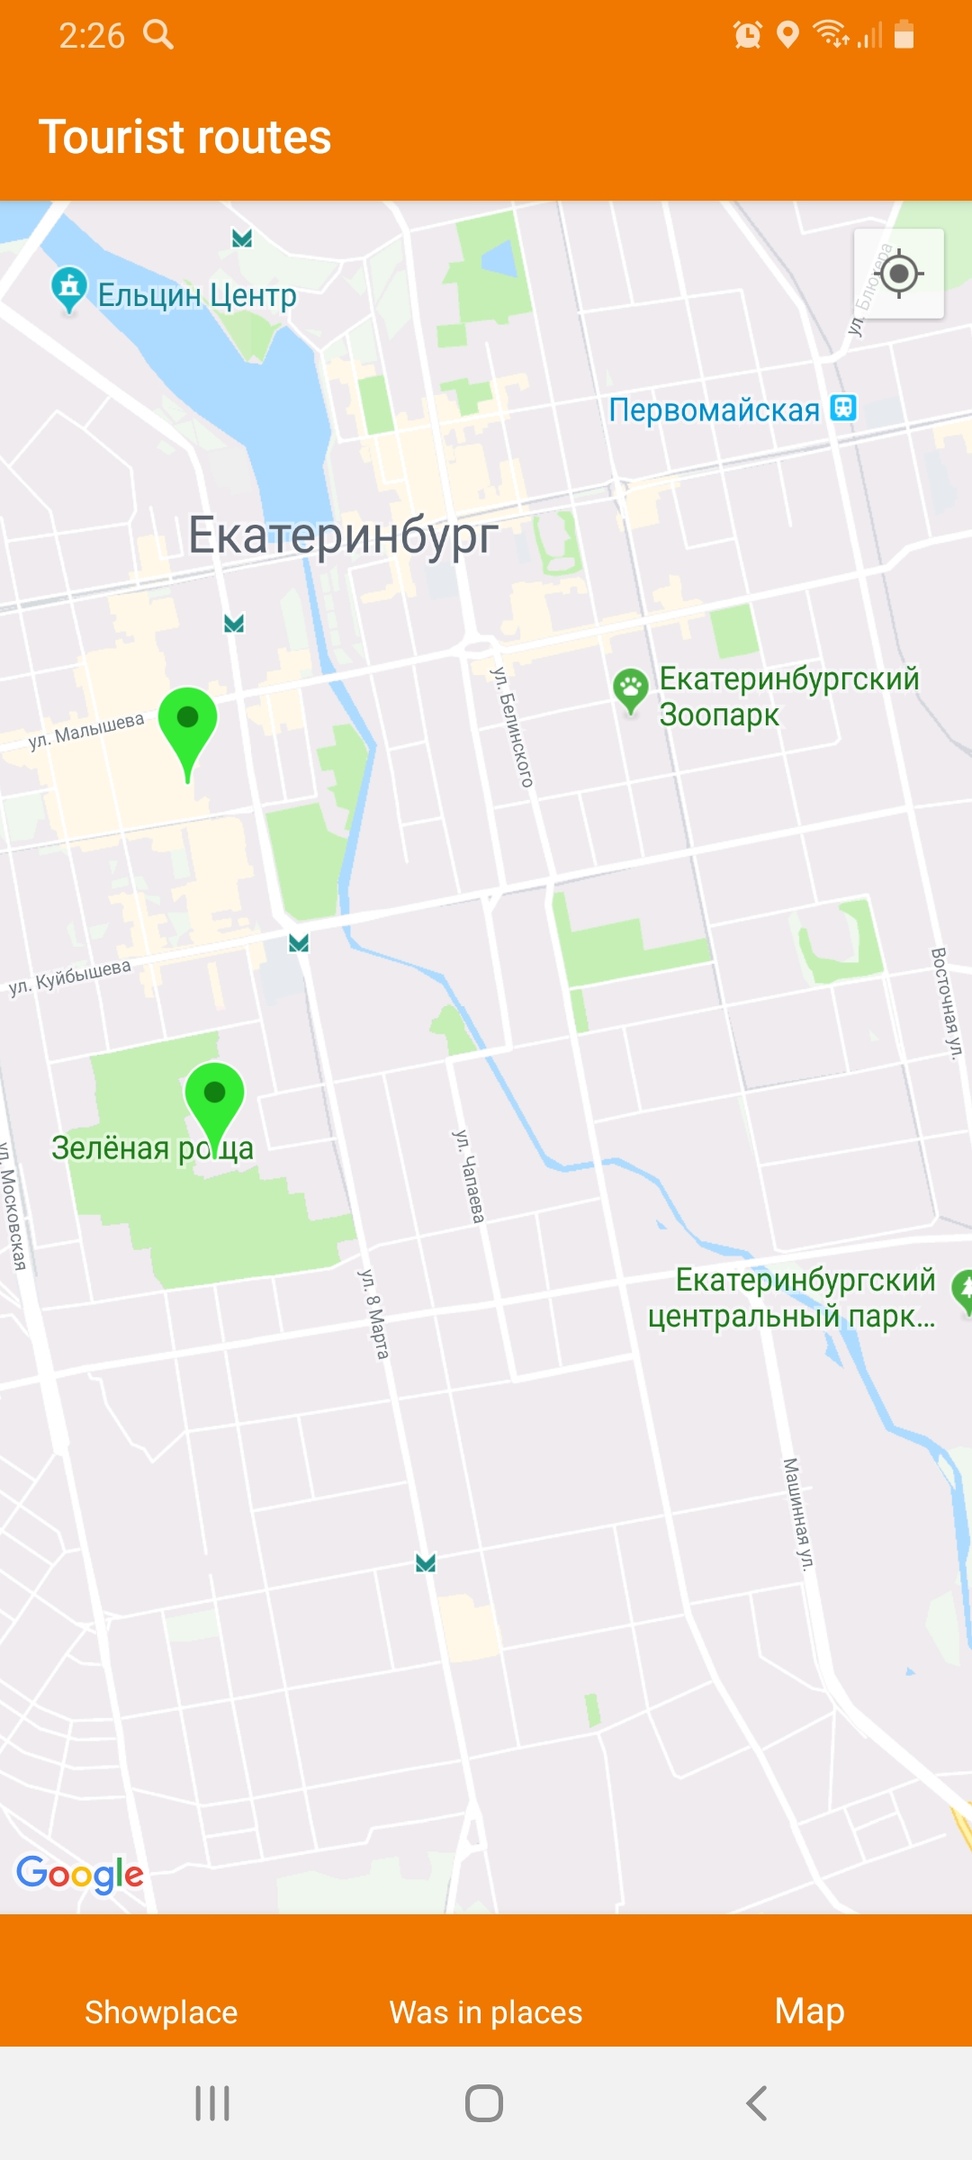 2:26
Tourist routes
Ельцин Центр
ул. Блюхера
Первомайская
Екатеринбург
Екатеринбургский
Зоопарк
ул. Малышева
ул. Белинского
ул. Куйбышева
Восточная ул.
Зелёная роща
ул. Московская
ул. Чапаева
Екатеринбургский
центральный парк...
ул. 8 Марта
Машинная ул.
Google
Showplace
Was in places
Map